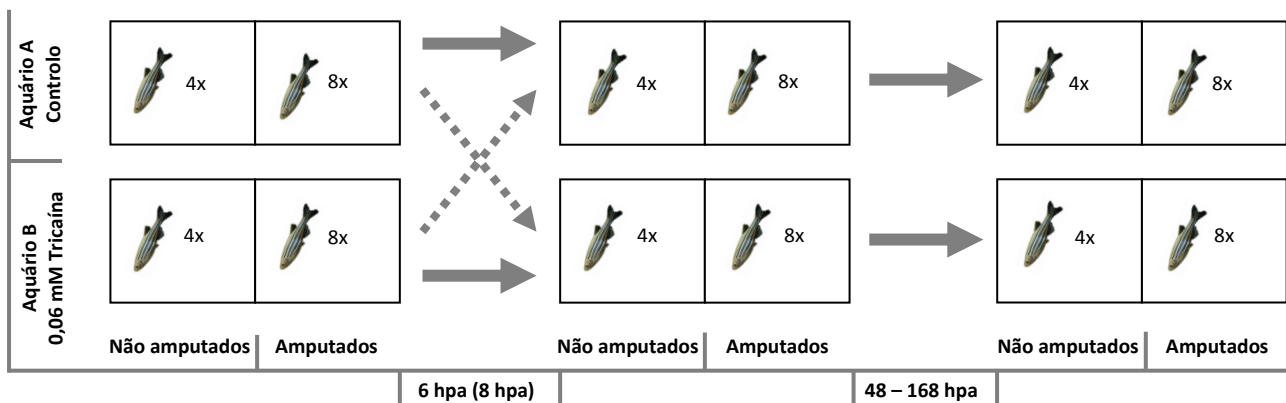 Aquário A
Controlo
4x
8x
4x
8x
4x
8x
Aquário B
0,06 mM Tricaína
4x
8x
4x
8x
4x
8x
Não amputados
Amputados
Não amputados
Amputados
Não amputados
Amputados
6 hpa (8 hpa)
48 – 168 hpa